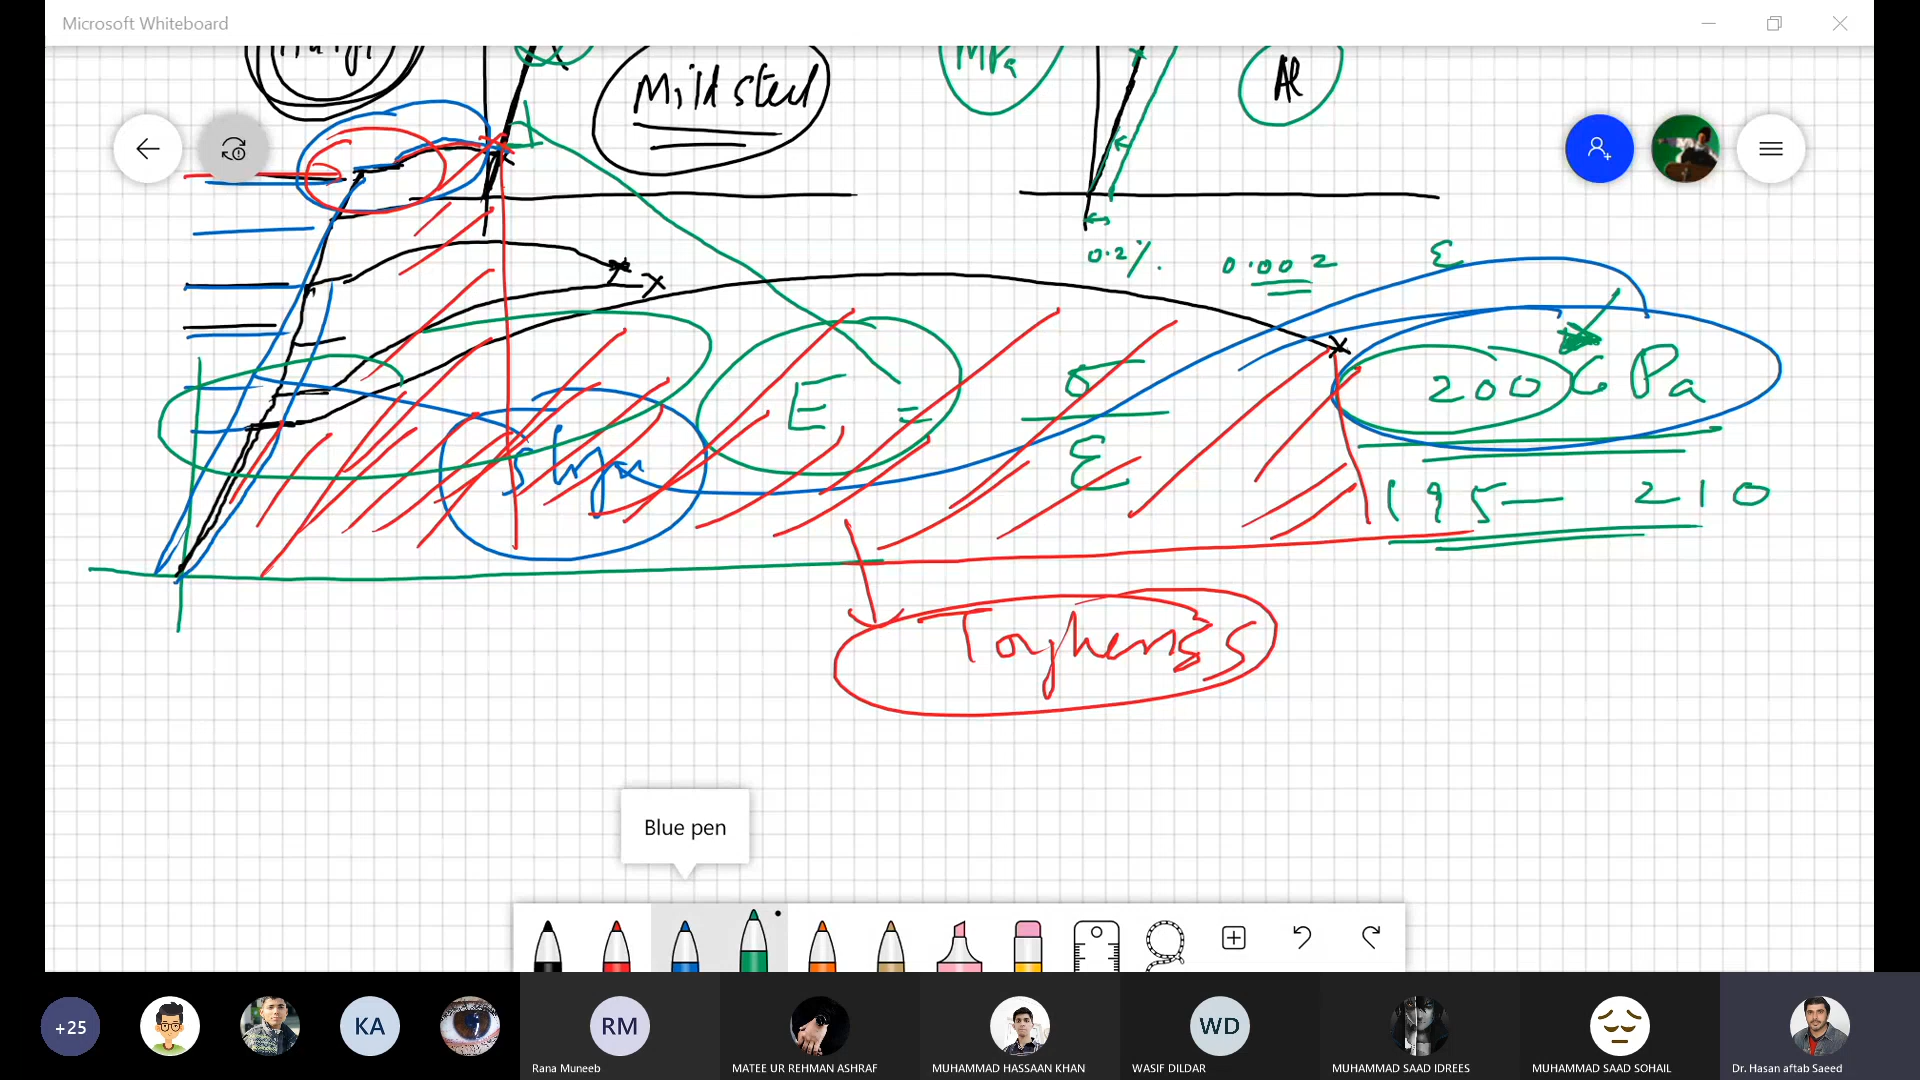 Microsoft Whiteboard
Mild steel
MPa
Al
0.2%.
0.002
ε
E =
σ
ε
200 GPa
195 — 210
Toughenss
Blue pen
+25
KA
RM
WD
Rana Muneeb
MATEE UR REHMAN ASHRAF
MUHAMMAD HASSAAN KHAN
WASIF DILDAR
MUHAMMAD SAAD IDREES
MUHAMMAD SAAD SOHAIL
Dr. Hasan aftab Saeed